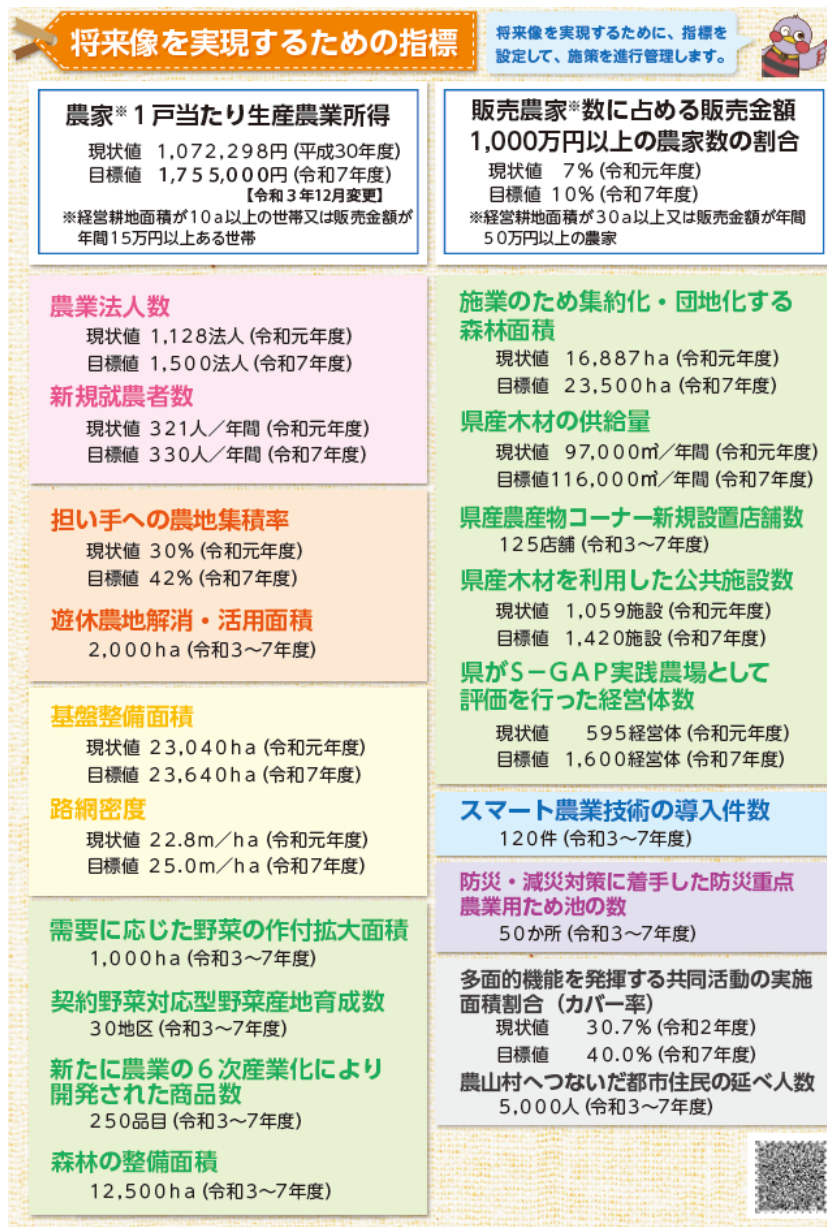 将来像を実現するための指標
将来像を実現するために、指標を
設定して、施策を進行管理します。
農家※1戸当たり生産農業所得
現状値 1,072,298円(平成30年度)
目標値 1,755,000円(令和7年度)
【令和3年12月変更】
※経営耕地面積が10a以上の世帯又は販売金額が
年間15万円以上ある世帯
販売農家※数に占める販売金額
1,000万円以上の農家数の割合
現状値 7%(令和元年度)
目標値 10%(令和7年度)
※経営耕地面積が30a以上又は販売金額が年間
50万円以上の農家
農業法人数
現状値 1,128法人(令和元年度)
目標値 1,500法人(令和7年度)
新規就農者数
現状値 321人/年間(令和元年度)
目標値 330人/年間(令和7年度)
担い手への農地集積率
現状値 30%(令和元年度)
目標値 42%(令和7年度)
遊休農地解消・活用面積
2,000ha(令和3〜7年度)
基盤整備面積
現状値 23,040ha(令和元年度)
目標値 23,640ha(令和7年度)
路網密度
現状値 22.8m/ha(令和元年度)
目標値 25.0m/ha(令和7年度)
需要に応じた野菜の作付拡大面積
1,000ha(令和3〜7年度)
契約野菜対応型野菜産地育成数
30地区(令和3〜7年度)
新たに農業の6次産業化により
開発された商品数
250品目(令和3〜7年度)
森林の整備面積
12,500ha(令和3〜7年度)
施業のため集約化・団地化する
森林面積
現状値 16,887ha(令和元年度)
目標値 23,500ha(令和7年度)
県産木材の供給量
現状値 97,000㎥/年間(令和元年度)
目標値116,000㎥/年間(令和7年度)
県産農産物コーナー新規設置店舗数
125店舗(令和3〜7年度)
県産木材を利用した公共施設数
現状値 1,059施設(令和元年度)
目標値 1,420施設(令和7年度)
県がS−GAP実践農場として
評価を行った経営体数
現状値 595経営体(令和元年度)
目標値 1,600経営体(令和7年度)
スマート農業技術の導入件数
120件(令和3〜7年度)
防災・減災対策に着手した防災重点
農業用ため池の数
50か所(令和3〜7年度)
多面的機能を発揮する共同活動の実施
面積割合(カバー率)
現状値 30.7%(令和2年度)
目標値 40.0%(令和7年度)
農山村へつないだ都市住民の延べ人数
5,000人(令和3〜7年度)